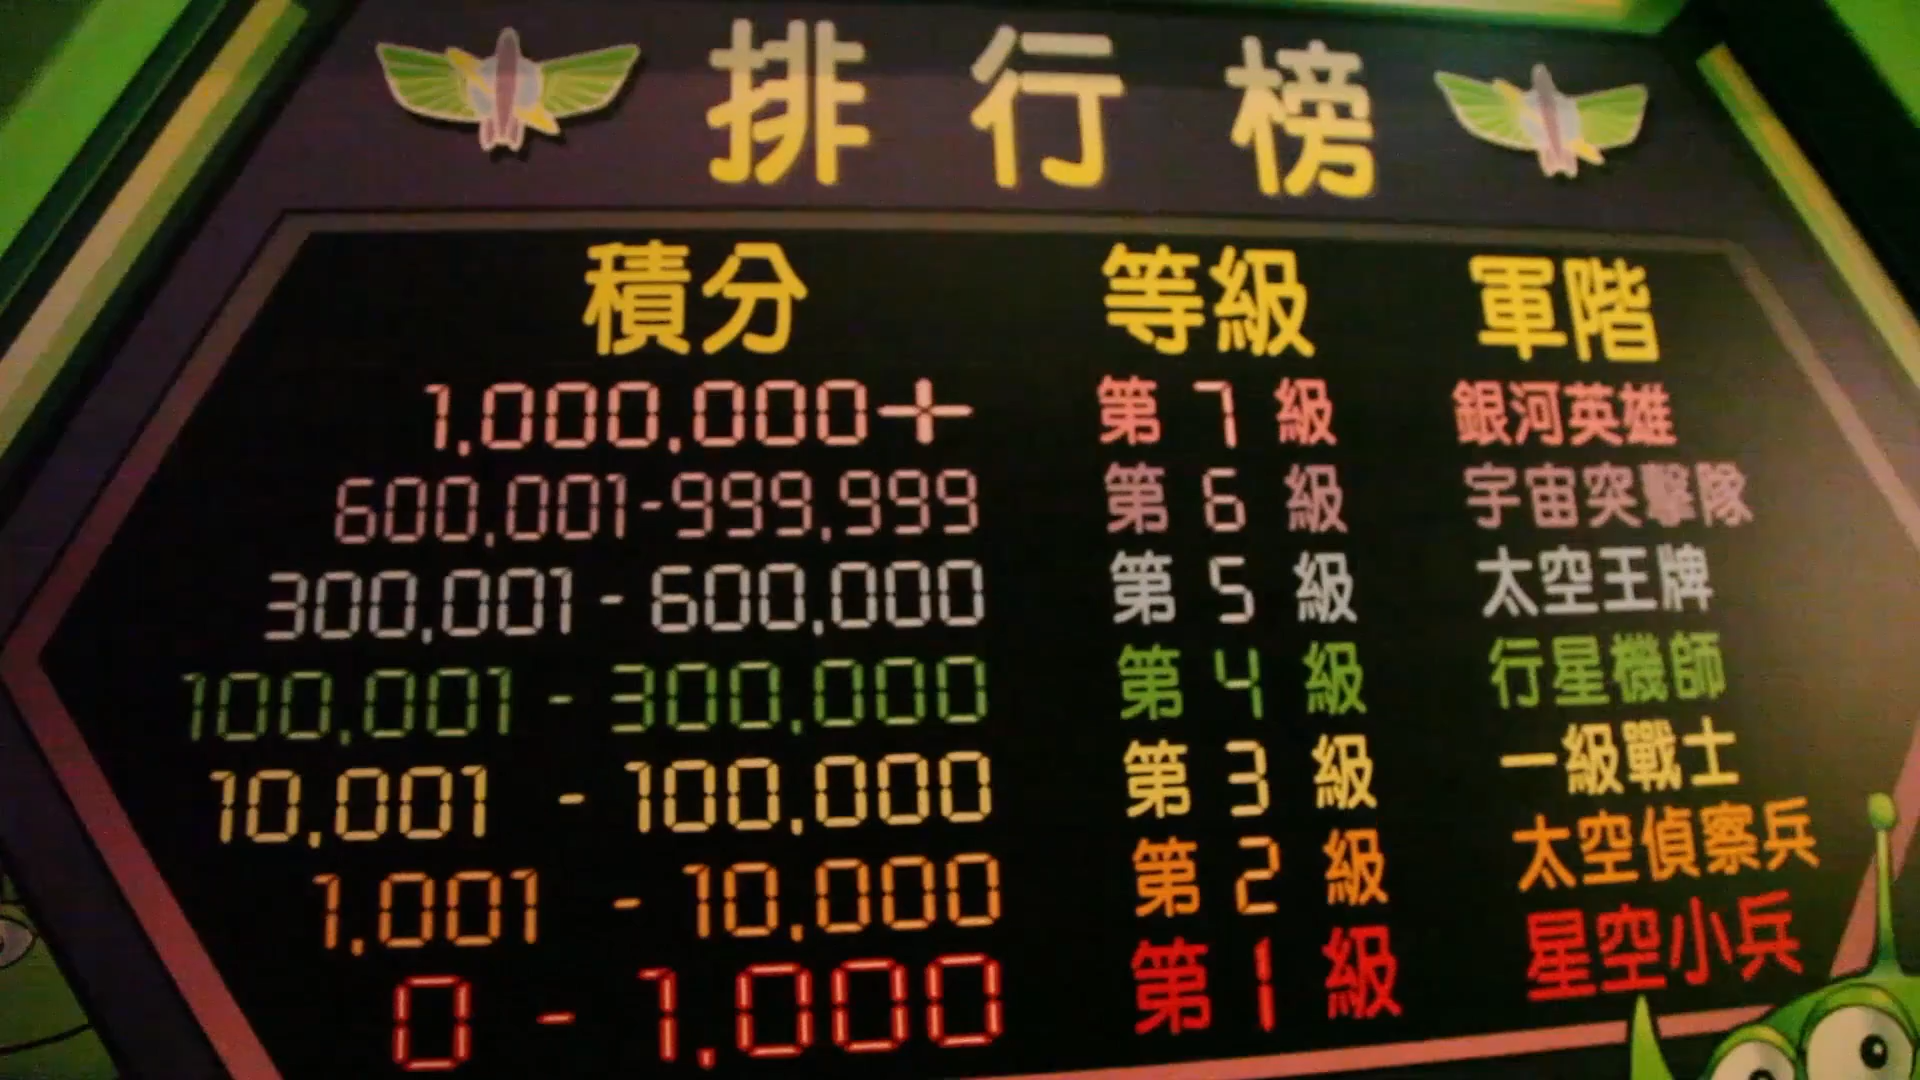 排行榜
積分 等級 軍階
1,000,000+ 第7級 銀河英雄
600,001-999,999 第6級 宇宙突擊隊
300,001 - 600,000 第5級 太空王牌
100,001 - 300,000 第4級 行星機師
10,001 - 100,000 第3級 一級戰士
1,001 - 10,000 第2級 太空偵察兵
0 - 1,000 第1級 星空小兵